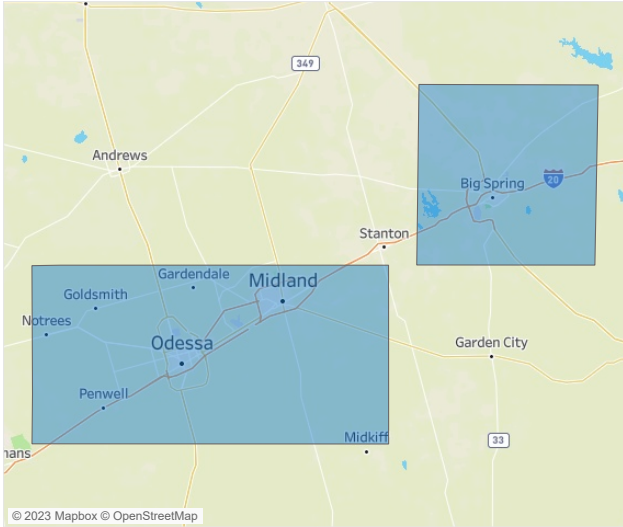 349
Andrews
Big Spring
20
Stanton
Gardendale
Midland
Goldsmith
Notrees
Odessa
Garden City
Penwell
Midkiff
33
nans
© 2023 Mapbox © OpenStreetMap